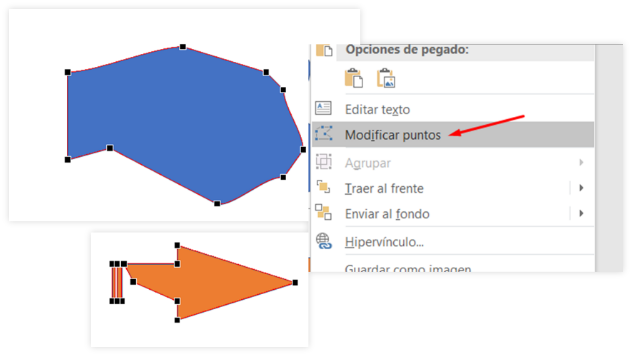 Opciones de pegado:
Editar texto
Modificar puntos
Agrupar
Traer al frente
Enviar al fondo
Hipervínculo...
Guardar como imagen